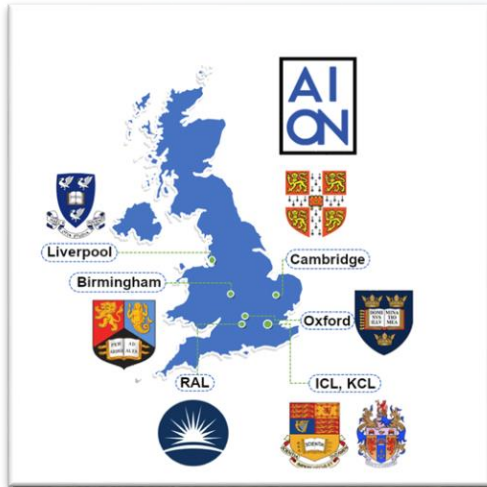 AI
ON
Liverpool
Cambridge
Birmingham
Oxford
RAL
ICL, KCL